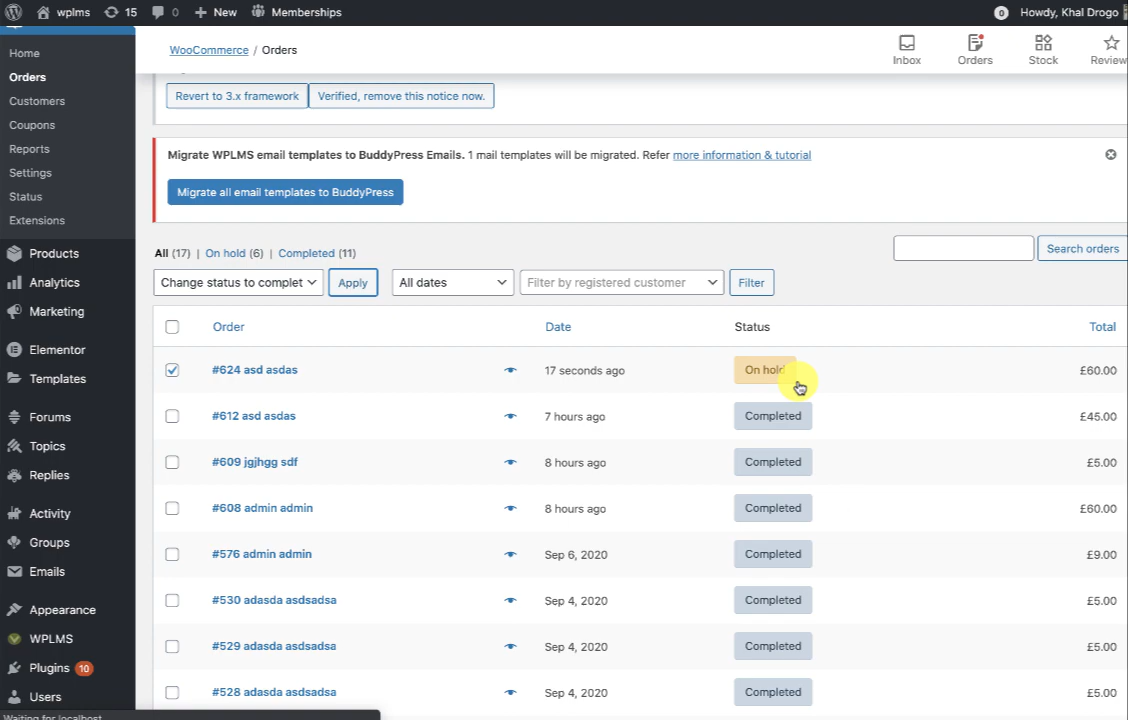 wplms 15 0 New Memberships 0 Howdy, Khal Drogo
Home
Orders
Customers
Coupons
Reports
Settings
Status
Extensions
Products
Analytics
Marketing
Elementor
Templates
Forums
Topics
Replies
Activity
Groups
Emails
Appearance
WPLMS
Plugins 10
Users
WooCommerce / Orders
Inbox Orders Stock Review
Revert to 3.x framework Verified, remove this notice now.
Migrate WPLMS email templates to BuddyPress Emails. 1 mail templates will be migrated. Refer more information & tutorial
Migrate all email templates to BuddyPress
All (17) | On hold (6) | Completed (11)
Search orders
Change status to complet Apply All dates Filter by registered customer Filter
Order Date Status Total
#624 asd asdas 17 seconds ago On hold £60.00
#612 asd asdas 7 hours ago Completed £45.00
#609 jgjhgg sdf 8 hours ago Completed £5.00
#608 admin admin 8 hours ago Completed £60.00
#576 admin admin Sep 6, 2020 Completed £9.00
#530 adasda asdsadsa Sep 4, 2020 Completed £5.00
#529 adasda asdsadsa Sep 4, 2020 Completed £5.00
#528 adasda asdsadsa Sep 4, 2020 Completed £5.00
Waiting for localhost